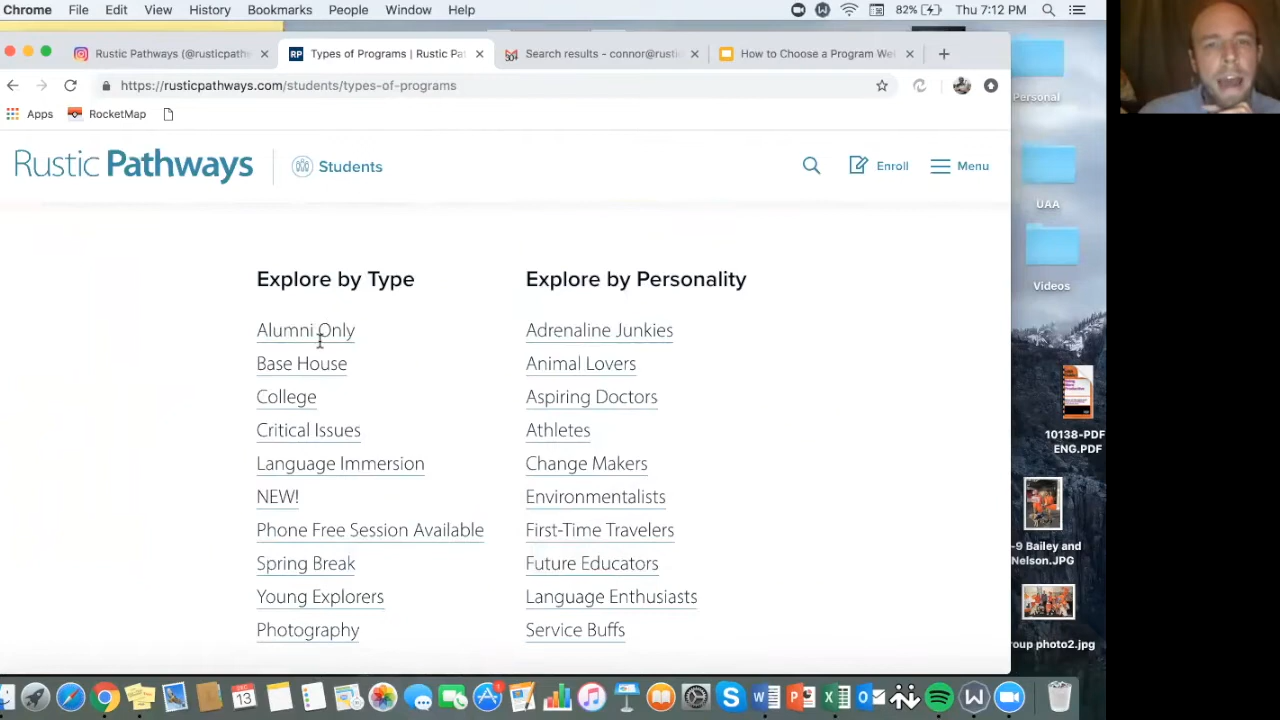 Chrome File Edit View History Bookmarks People Window Help 82% Thu 7:12 PM
Rustic Pathways (@rusticpath
Types of Programs | Rustic Pa
Search results - connor@rustic
How to Choose a Program We
https://rusticpathways.com/students/types-of-programs
Apps RocketMap
Rustic Pathways Students Enroll Menu
Explore by Type
Alumni Only
Base House
College
Critical Issues
Language Immersion
NEW!
Phone Free Session Available
Spring Break
Young Explorers
Photography
Explore by Personality
Adrenaline Junkies
Animal Lovers
Aspiring Doctors
Athletes
Change Makers
Environmentalists
First-Time Travelers
Future Educators
Language Enthusiasts
Service Buffs
Personal
UAA
Videos
10138-PDF
ENG.PDF
-9 Bailey and
Nelson.JPG
roup photo2.jpg
DEC
13